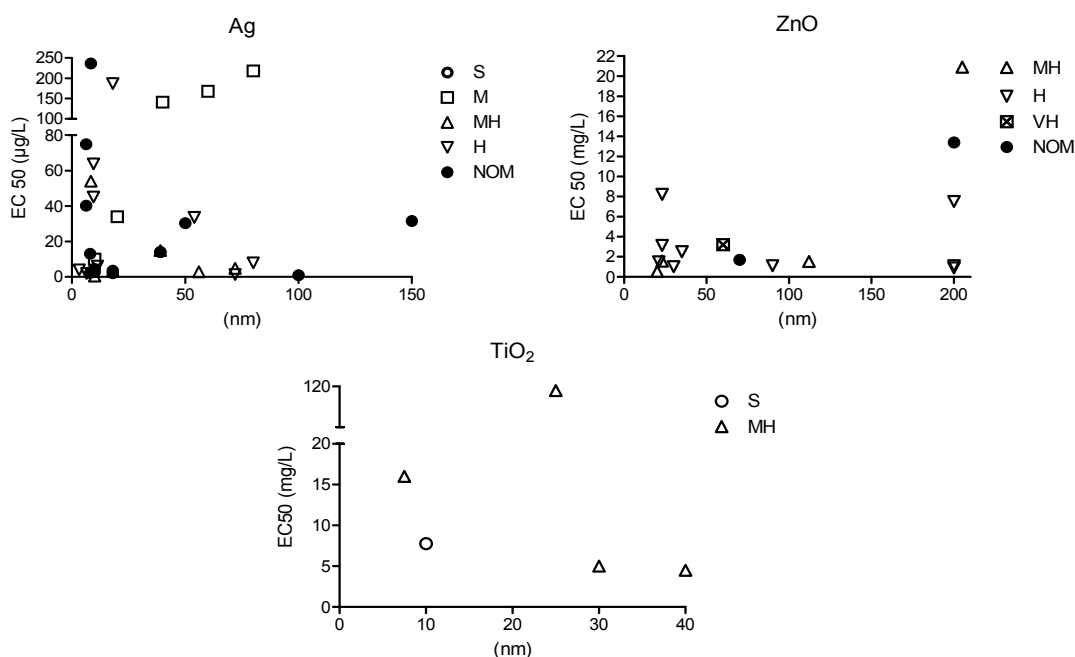 Ag
EC 50 (µg/L)
250
200
150
100
80
60
40
20
0
0 50 100 150
(nm)
S
M
MH
H
NOM
ZnO
EC 50 (mg/L)
22
20
18
16
14
12
10
8
6
4
2
0
0 50 100 150 200
(nm)
MH
H
VH
NOM
TiO₂
EC50 (mg/L)
120
20
15
10
5
0
0 10 20 30 40
(nm)
S
MH